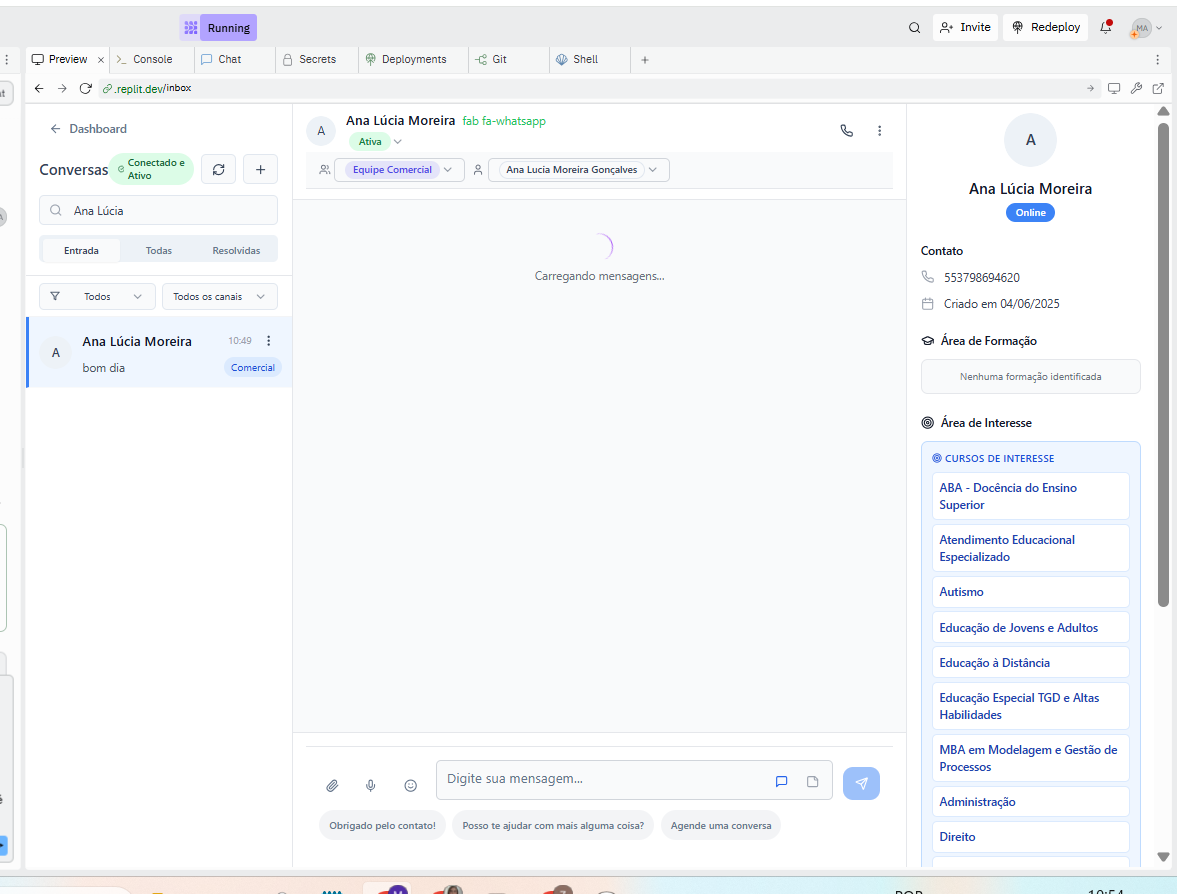 Running
Invite
Redeploy
MA
Preview
Console
Chat
Secrets
Deployments
Git
Shell
.replit.dev/inbox
Dashboard
Conversas
Conectado e
Ativo
Ana Lúcia
Entrada
Todas
Resolvidas
Todos
Todos os canais
A
Ana Lúcia Moreira
10:49
bom dia
Comercial
A
Ana Lúcia Moreira fab fa-whatsapp
Ativa
Equipe Comercial
Ana Lucia Moreira Gonçalves
Carregando mensagens...
Digite sua mensagem...
Obrigado pelo contato!
Posso te ajudar com mais alguma coisa?
Agende uma conversa
A
Ana Lúcia Moreira
Online
Contato
553798694620
Criado em 04/06/2025
Área de Formação
Nenhuma formação identificada
Área de Interesse
CURSOS DE INTERESSE
ABA - Docência do Ensino
Superior
Atendimento Educacional
Especializado
Autismo
Educação de Jovens e Adultos
Educação à Distância
Educação Especial TGD e Altas
Habilidades
MBA em Modelagem e Gestão de
Processos
Administração
Direito